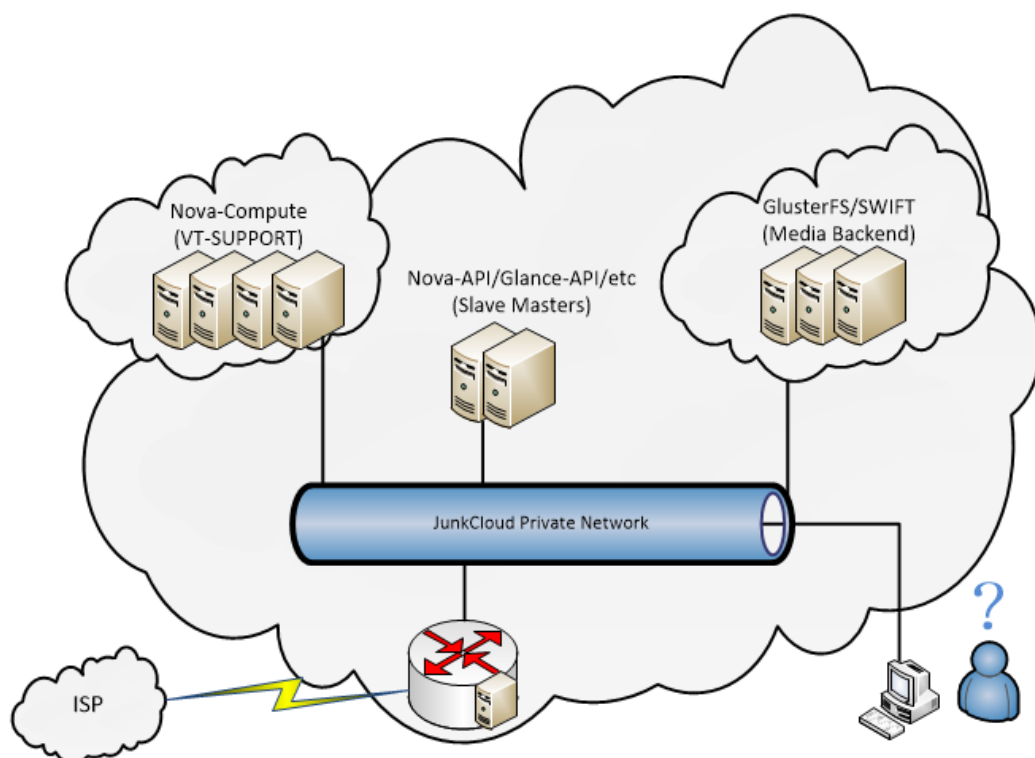 Nova-Compute
(VT-SUPPORT)
Nova-API/Glance-API/etc
(Slave Masters)
GlusterFS/SWIFT
(Media Backend)
JunkCloud Private Network
ISP
?